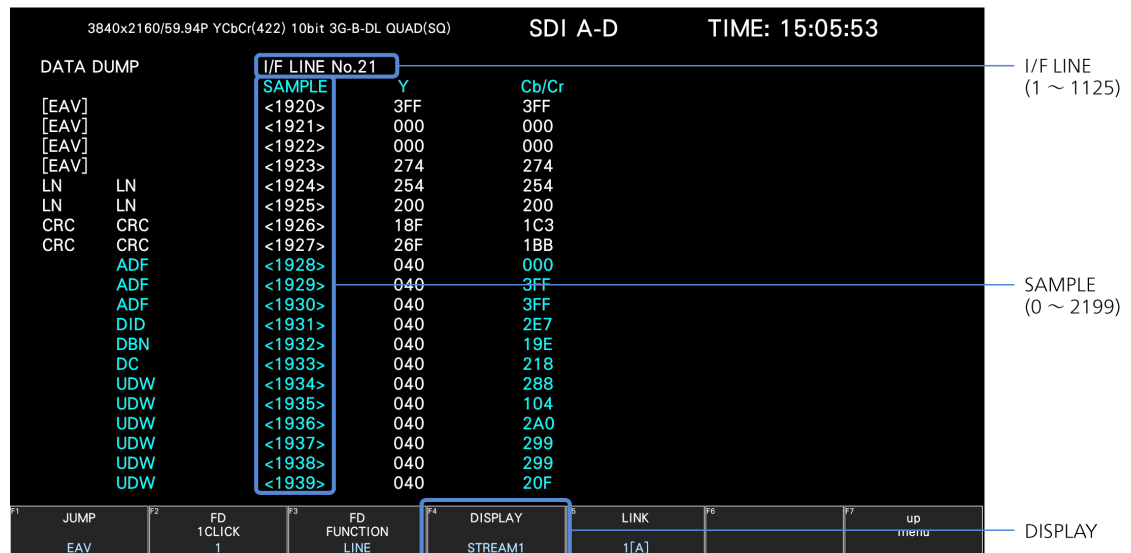 3840x2160/59.94P YCbCr(422) 10bit 3G-B-DL QUAD(SQ) SDI A-D TIME: 15:05:53
DATA DUMP I/F LINE No.21
SAMPLE Y Cb/Cr
[EAV] <1920> 3FF 3FF
[EAV] <1921> 000 000
[EAV] <1922> 000 000
[EAV] <1923> 274 274
LN LN <1924> 254 254
LN LN <1925> 200 200
CRC CRC <1926> 18F 1C3
CRC CRC <1927> 26F 1BB
ADF <1928> 040 000
ADF <1929> 040 3FF
ADF <1930> 040 3FF
DID <1931> 040 2E7
DBN <1932> 040 19E
DC <1933> 040 218
UDW <1934> 040 288
UDW <1935> 040 104
UDW <1936> 040 2A0
UDW <1937> 040 299
UDW <1938> 040 299
UDW <1939> 040 20F
F1 JUMP EAV
F2 FD 1CLICK 1
F3 FD FUNCTION LINE
F4 DISPLAY STREAM1
5 LINK 1[A]
F6
F7 up menu
I/F LINE
(1 ～ 1125)
SAMPLE
(0 ～ 2199)
DISPLAY